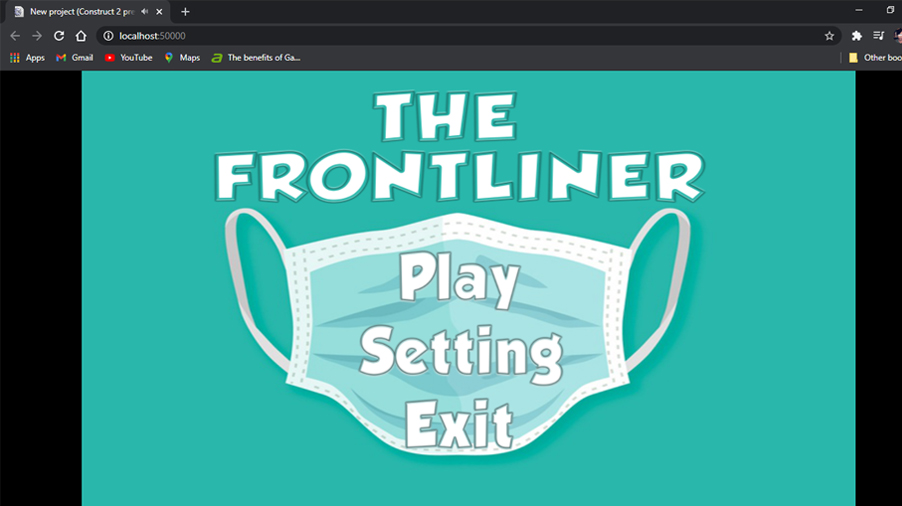 New project (Construct 2 pre
localhost:50000
Apps
Gmail
YouTube
Maps
The benefits of Ga...
Other boo
THE
FRONTLINER
Play
Setting
Exit